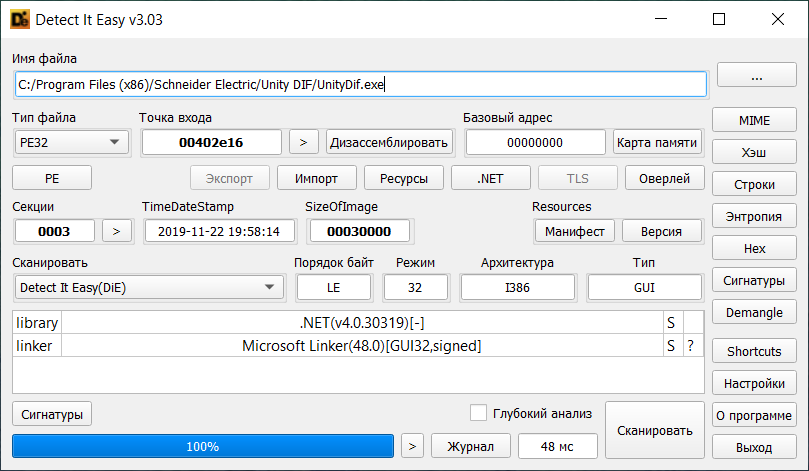 Detect It Easy v3.03
Имя файла
C:/Program Files (x86)/Schneider Electric/Unity DIF/UnityDif.exe
...
Тип файла Точка входа Базовый адрес
PE32 00402e16 > Дизассемблировать 00000000 Карта памяти MIME
Хэш
PE Экспорт Импорт Ресурсы .NET TLS Оверлей Строки
Секции TimeDateStamp SizeOfImage Resources Энтропия
0003 > 2019-11-22 19:58:14 00030000 Манифест Версия
Hex
Сканировать Порядок байт Режим Архитектура Тип
Detect It Easy(DiE) LE 32 I386 GUI Сигнатуры
Demangle
library .NET(v4.0.30319)[-] S
linker Microsoft Linker(48.0)[GUI32,signed] S ? Shortcuts
Настройки
Сигнатуры Глубокий анализ О программе
Сканировать
100% > Журнал 48 мс Выход